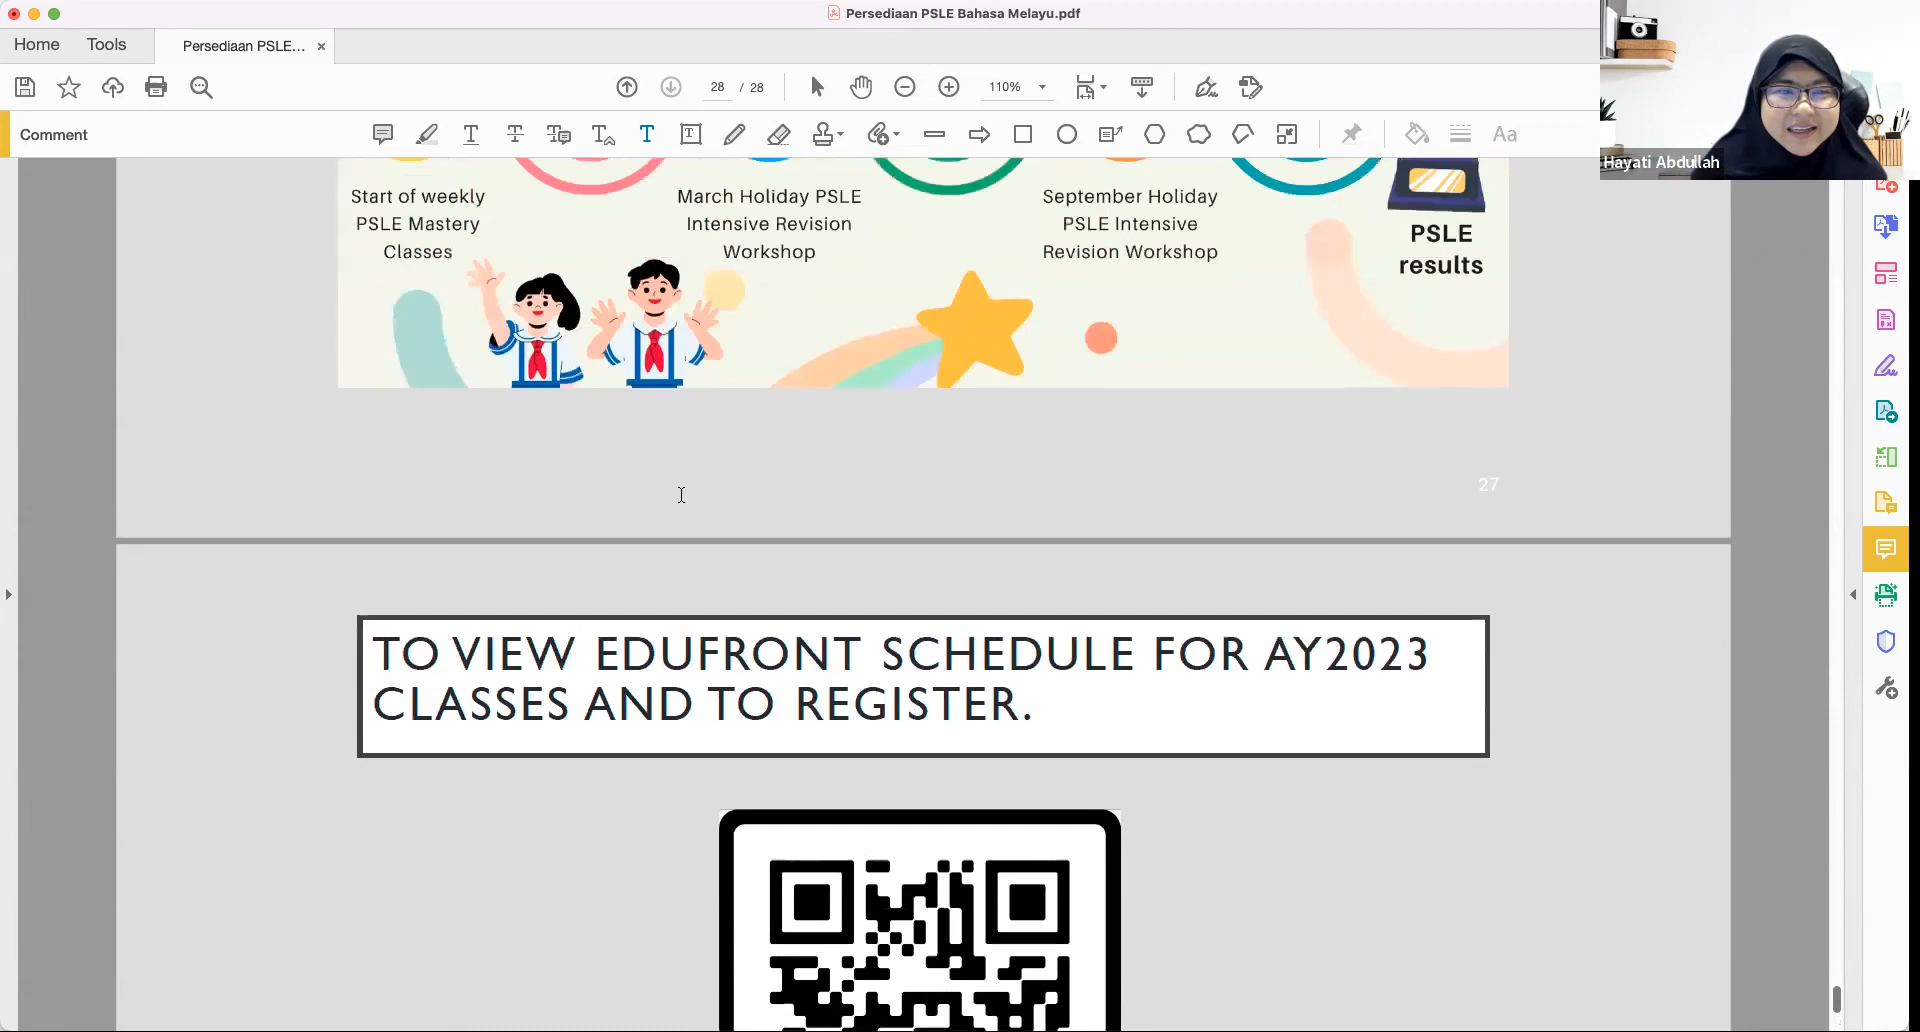 Persediaan PSLE Bahasa Melayu.pdf
Home
Tools
Persediaan PSLE...
28 / 28
110%
Comment
Aa
Hayati Abdullah
Start of weekly
PSLE Mastery
Classes
March Holiday PSLE
Intensive Revision
Workshop
September Holiday
PSLE Intensive
Revision Workshop
PSLE
results
27
TO VIEW EDUFRONT SCHEDULE FOR AY2023
CLASSES AND TO REGISTER.